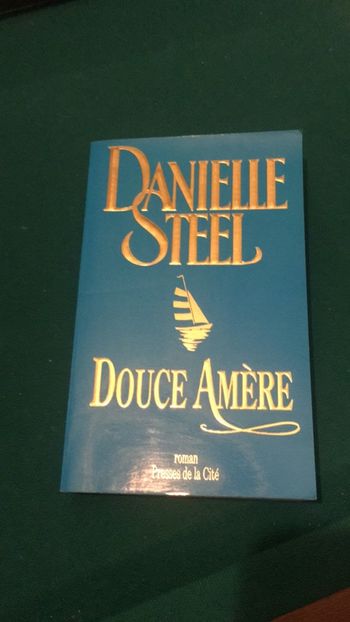 DANIELLE
STEEL
DOUCE AMÈRE
roman
Presses de la Cité